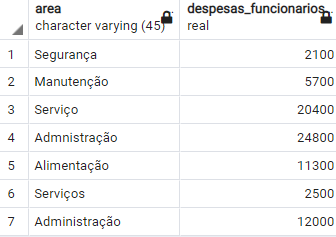 area despesas_funcionarios
character varying (45) real
1 Segurança 2100
2 Manutenção 5700
3 Serviço 20400
4 Admnistração 24800
5 Alimentação 11300
6 Serviços 2500
7 Administração 12000